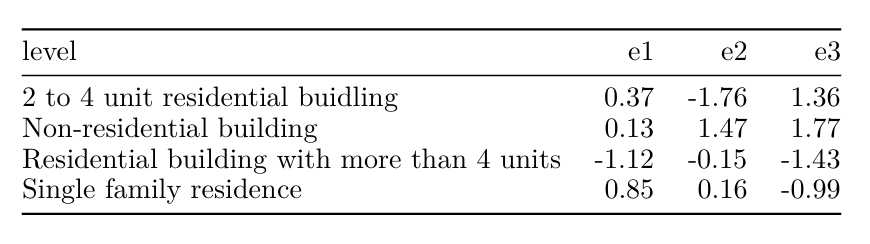 level e1 e2 e3
2 to 4 unit residential buidling 0.37 -1.76 1.36
Non-residential building 0.13 1.47 1.77
Residential building with more than 4 units -1.12 -0.15 -1.43
Single family residence 0.85 0.16 -0.99